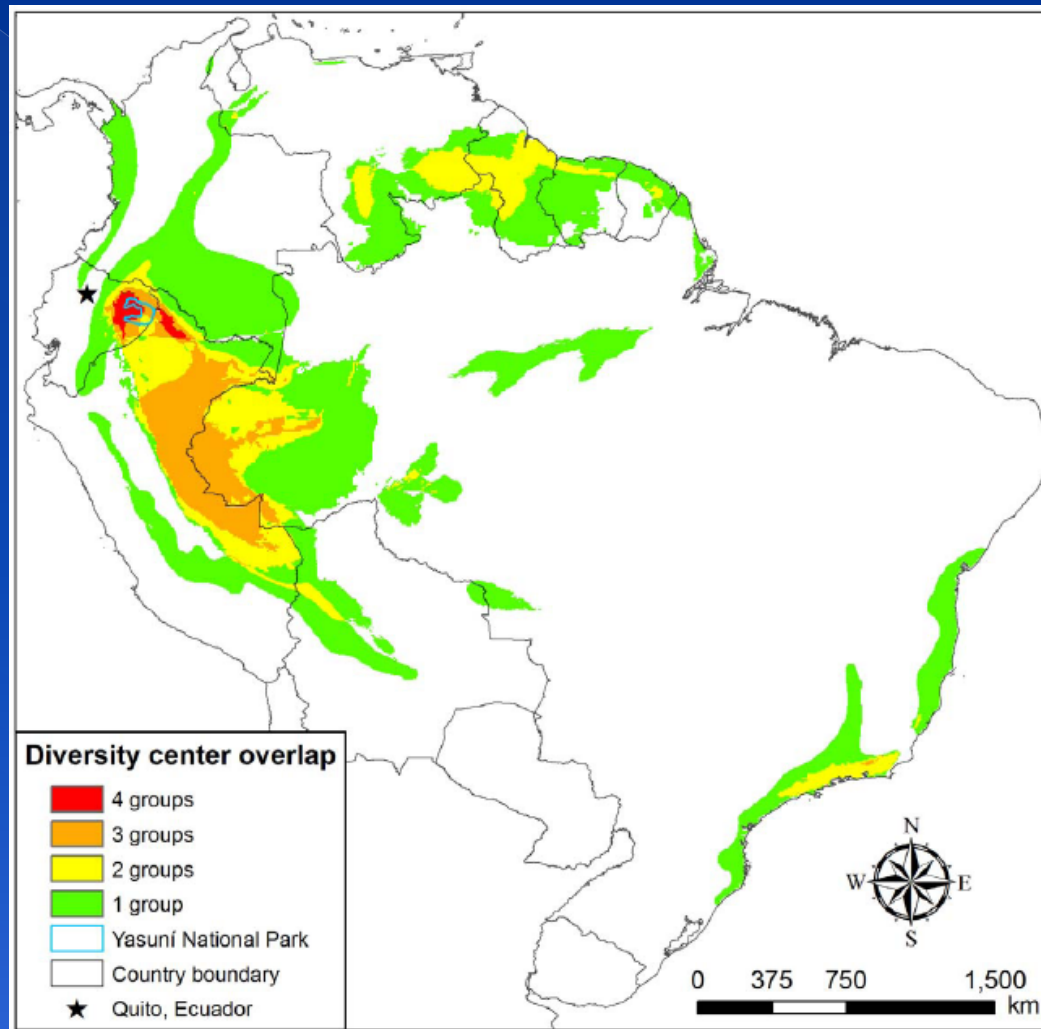 Diversity center overlap
4 groups
3 groups
2 groups
1 group
Yasuní National Park
Country boundary
Quito, Ecuador
N
W E
S
0 375 750 1,500
km